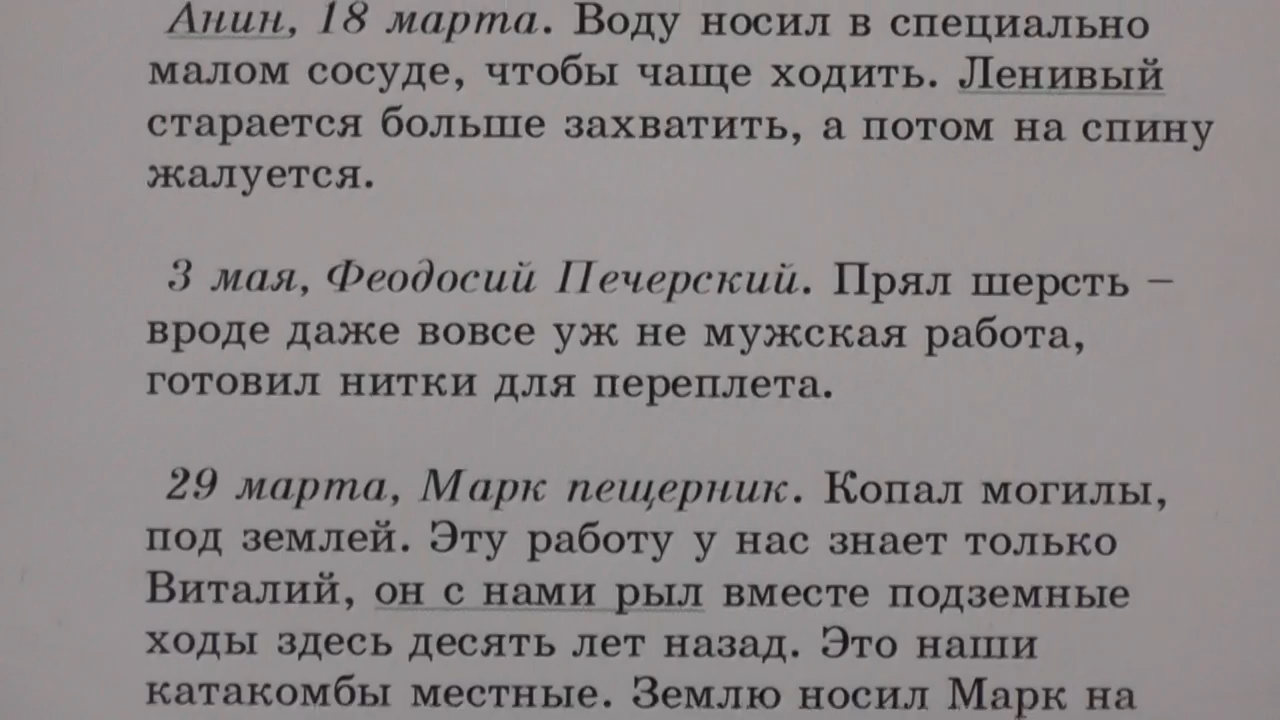 Анин, 18 марта. Воду носил в специально
малом сосуде, чтобы чаще ходить. Ленивый
старается больше захватить, а потом на спину
жалуется.
3 мая, Феодосий Печерский. Прял шерсть –
вроде даже вовсе уж не мужская работа,
готовил нитки для переплета.
29 марта, Марк пещерник. Копал могилы,
под землей. Эту работу у нас знает только
Виталий, он с нами рыл вместе подземные
ходы здесь десять лет назад. Это наши
катакомбы местные. Землю носил Марк на